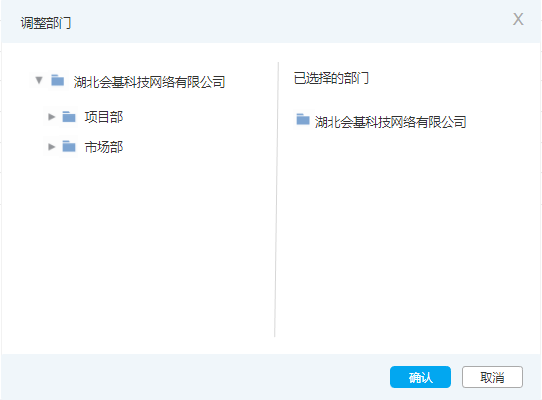 调整部门
X
湖北会基科技网络有限公司
项目部
市场部
已选择的部门
湖北会基科技网络有限公司
确认
取消